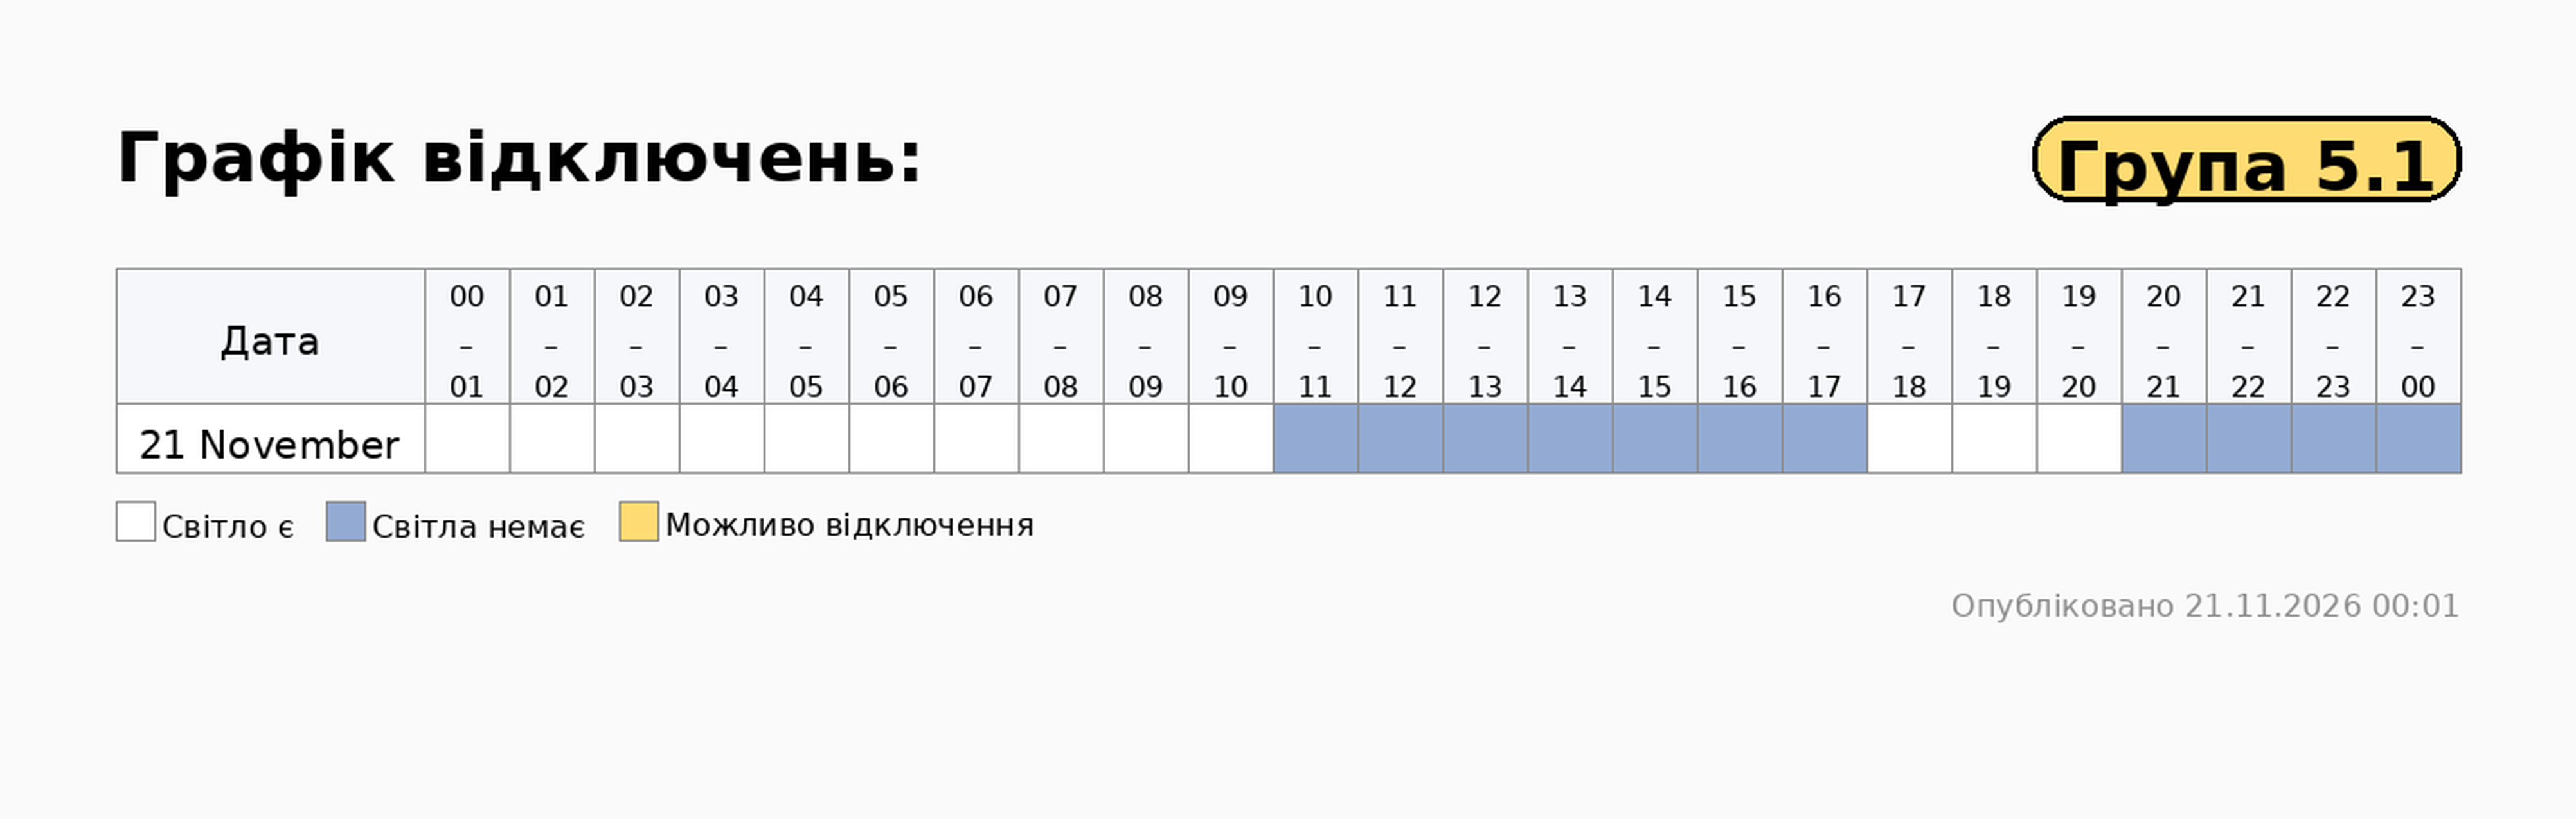 Графік відключень:
Група 5.1
Дата
00 – 01
01 – 02
02 – 03
03 – 04
04 – 05
05 – 06
06 – 07
07 – 08
08 – 09
09 – 10
10 – 11
11 – 12
12 – 13
13 – 14
14 – 15
15 – 16
16 – 17
17 – 18
18 – 19
19 – 20
20 – 21
21 – 22
22 – 23
23 – 00
21 November
Світло є
Світла немає
Можливо відключення
Опубліковано 21.11.2026 00:01